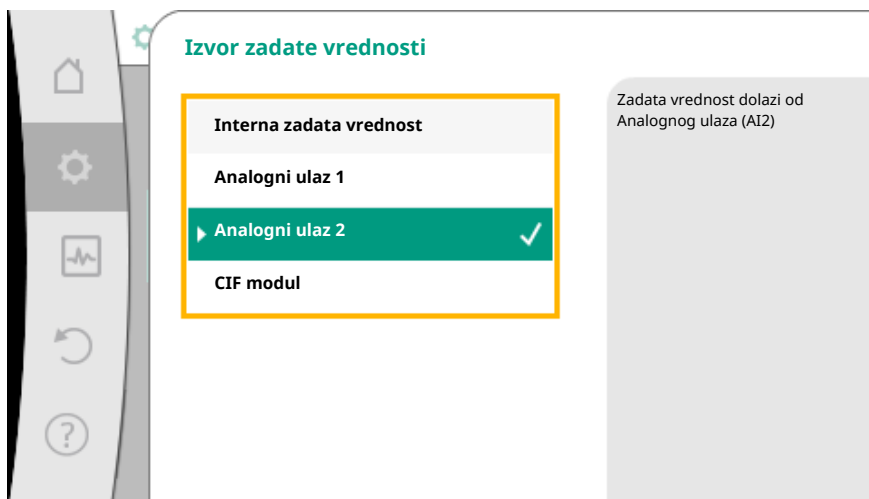 Izvor zadate vrednosti
Interna zadata vrednost
Analogni ulaz 1
Analogni ulaz 2
CIF modul
Zadata vrednost dolazi od
Analognog ulaza (AI2)